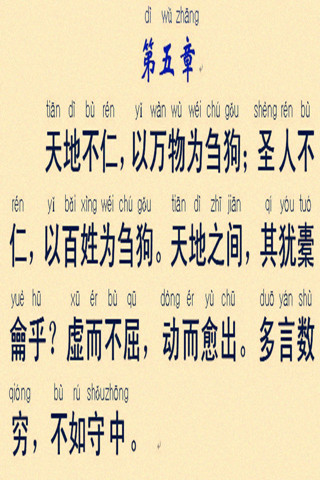 dì wǔ zhāng
第五章
tiān dì bù rén yǐ wàn wù wéi chú gǒu shèng rén bù
天地不仁，以万物为刍狗；圣人不
rén yǐ bǎi xìng wéi chú gǒu tiān dì zhī jiān qí yóu tuó
仁，以百姓为刍狗。天地之间，其犹橐
yuè hū xū ér bù qū dòng ér yù chū duō yán shù
龠乎？虚而不屈，动而愈出。多言数
qióng bù rú shǒuzhōng
穷，不如守中。